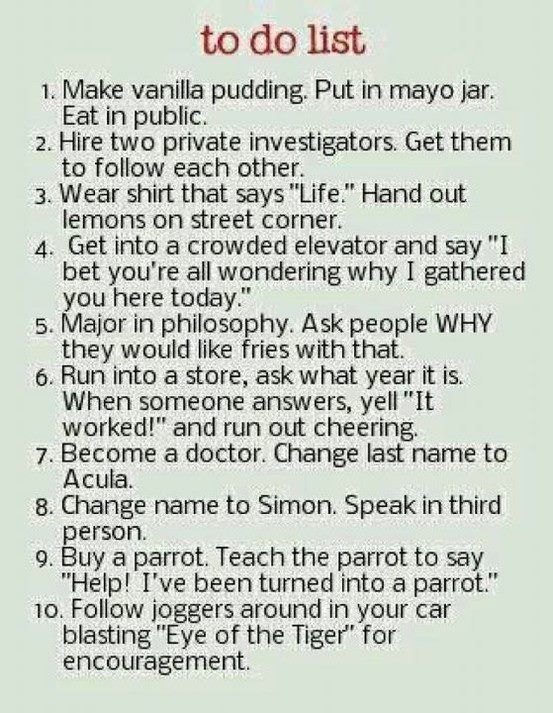 to do list
1. Make vanilla pudding. Put in mayo jar.
Eat in public.
2. Hire two private investigators. Get them
to follow each other.
3. Wear shirt that says "Life." Hand out
lemons on street corner.
4. Get into a crowded elevator and say "I
bet you're all wondering why I gathered
you here today."
5. Major in philosophy. Ask people WHY
they would like fries with that.
6. Run into a store, ask what year it is.
When someone answers, yell "It
worked!" and run out cheering.
7. Become a doctor. Change last name to
Acula.
8. Change name to Simon. Speak in third
person.
9. Buy a parrot. Teach the parrot to say
"Help! I've been turned into a parrot."
10. Follow joggers around in your car
blasting "Eye of the Tiger" for
encouragement.